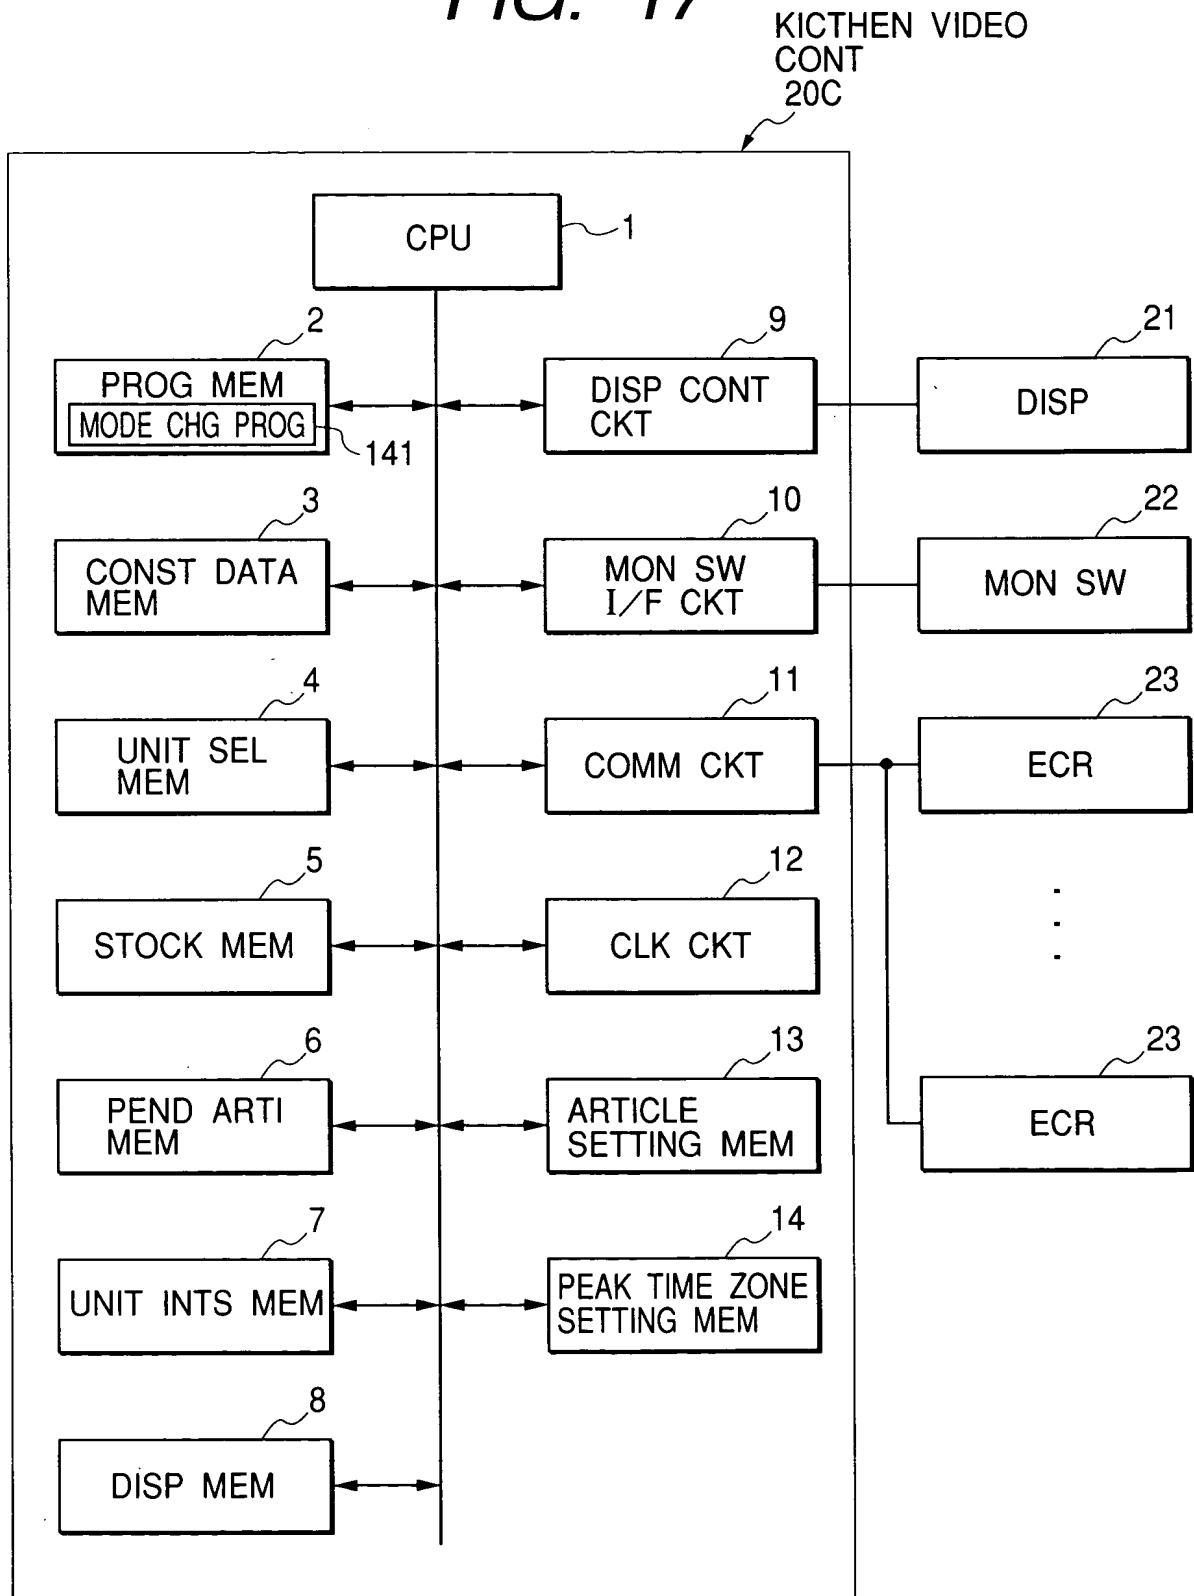 FIG. 17
KICTHEN VIDEO
CONT
20C
CPU
1
2
PROG MEM
MODE CHG PROG
141
9
DISP CONT
CKT
21
DISP
3
CONST DATA
MEM
10
MON SW
I/F CKT
22
MON SW
4
UNIT SEL
MEM
11
COMM CKT
23
ECR
5
STOCK MEM
12
CLK CKT
6
PEND ARTI
MEM
13
ARTICLE
SETTING MEM
23
ECR
7
UNIT INTS MEM
14
PEAK TIME ZONE
SETTING MEM
8
DISP MEM